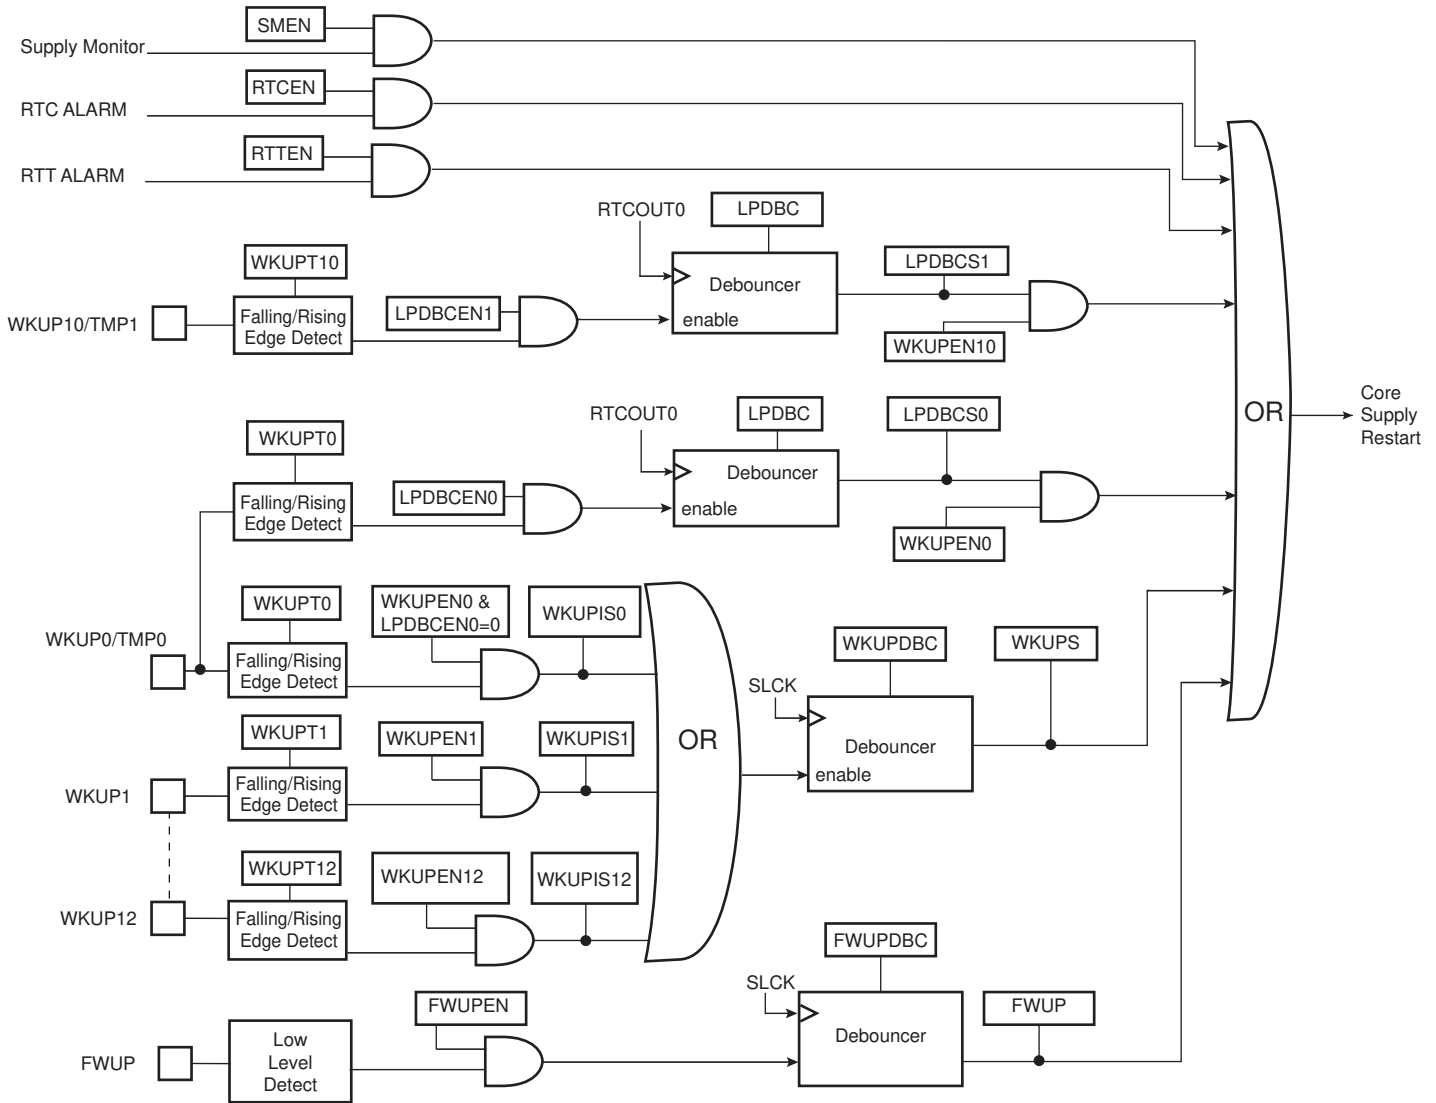 SMEN
Supply Monitor
RTCEN
RTC ALARM
RTTEN
RTT ALARM
RTCOUT0
LPDBC
WKUPT10
LPDBCS1
Debouncer
enable
LPDBCEN1
WKUP10/TMP1
Falling/Rising
Edge Detect
WKUPEN10
RTCOUT0
LPDBC
LPDBCS0
OR
Core
Supply
Restart
WKUPT0
Debouncer
enable
LPDBCEN0
Falling/Rising
Edge Detect
WKUPEN0
WKUPT0
WKUPEN0 &
LPDBCEN0=0
WKUPIS0
WKUP0/TMP0
Falling/Rising
Edge Detect
WKUPDBC
WKUPS
SLCK
WKUPT1
WKUPEN1
WKUPIS1
OR
Debouncer
enable
WKUP1
Falling/Rising
Edge Detect
WKUPT12
WKUPEN12
WKUPIS12
WKUP12
Falling/Rising
Edge Detect
FWUPDBC
SLCK
FWUPEN
FWUP
Debouncer
FWUP
Low
Level
Detect